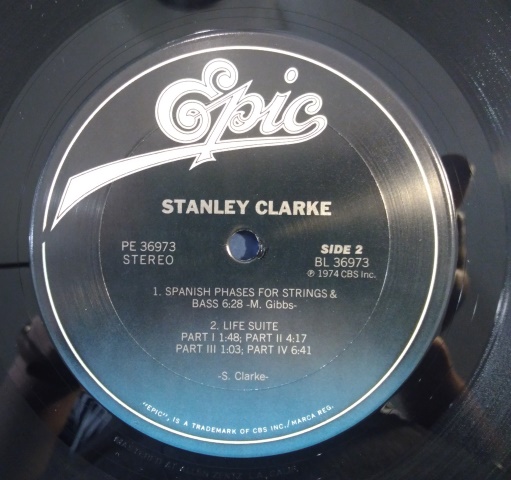 Epic
STANLEY CLARKE
PE 36973
STEREO
SIDE 2
BL 36973
℗ 1974 CBS Inc.
1. SPANISH PHASES FOR STRINGS &
BASS 6:28 -M. Gibbs-
2. LIFE SUITE
PART I 1:48; PART II 4:17
PART III 1:03; PART IV 6:41
-S. Clarke-
"EPIC", IS A TRADEMARK OF CBS INC./MARCA REG.